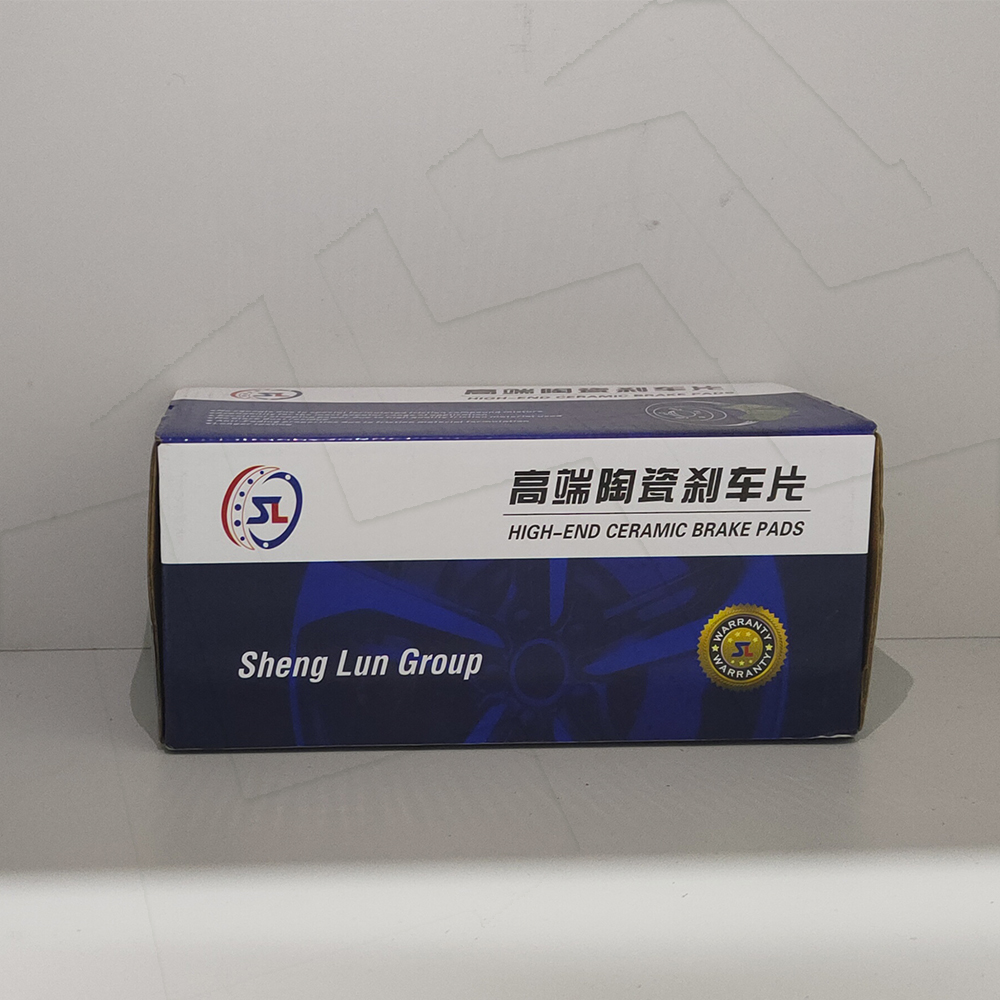 SL
高端陶瓷刹车片
HIGH-END CERAMIC BRAKE PADS
SL
高端陶瓷刹车片
HIGH-END CERAMIC BRAKE PADS
Sheng Lun Group
WARRANTY
SL
WARRANTY